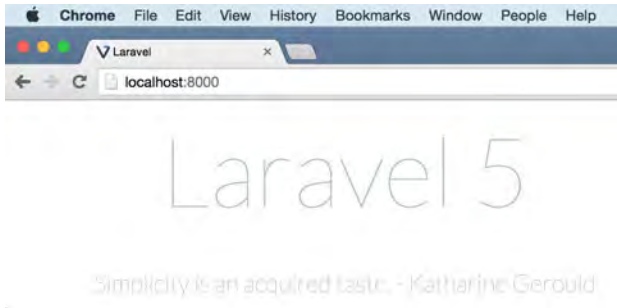 Chrome File Edit View History Bookmarks Window People Help
Laravel
localhost:8000
Laravel 5
Simplicity is an acquired taste. - Katharine Gerould